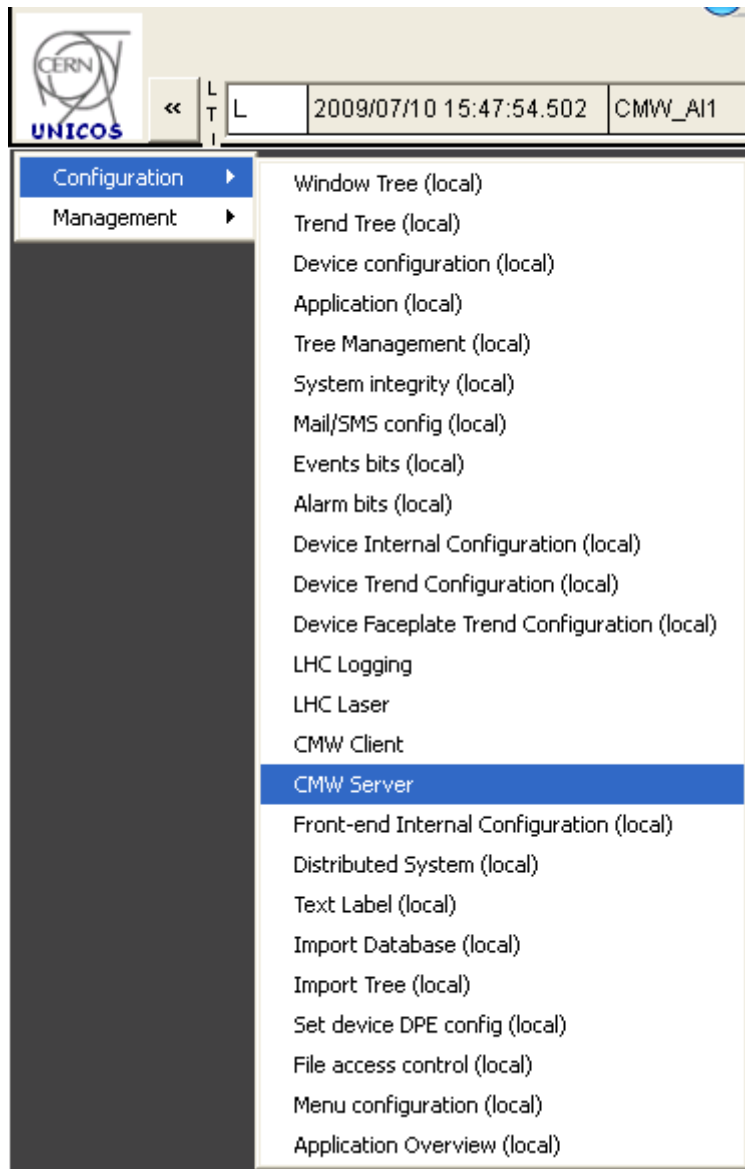 CERN
UNICOS
«
L
T
I
L 2009/07/10 15:47:54.502 CMW_AI1
Configuration
Management
Window Tree (local)
Trend Tree (local)
Device configuration (local)
Application (local)
Tree Management (local)
System integrity (local)
Mail/SMS config (local)
Events bits (local)
Alarm bits (local)
Device Internal Configuration (local)
Device Trend Configuration (local)
Device Faceplate Trend Configuration (local)
LHC Logging
LHC Laser
CMW Client
CMW Server
Front-end Internal Configuration (local)
Distributed System (local)
Text Label (local)
Import Database (local)
Import Tree (local)
Set device DPE config (local)
File access control (local)
Menu configuration (local)
Application Overview (local)